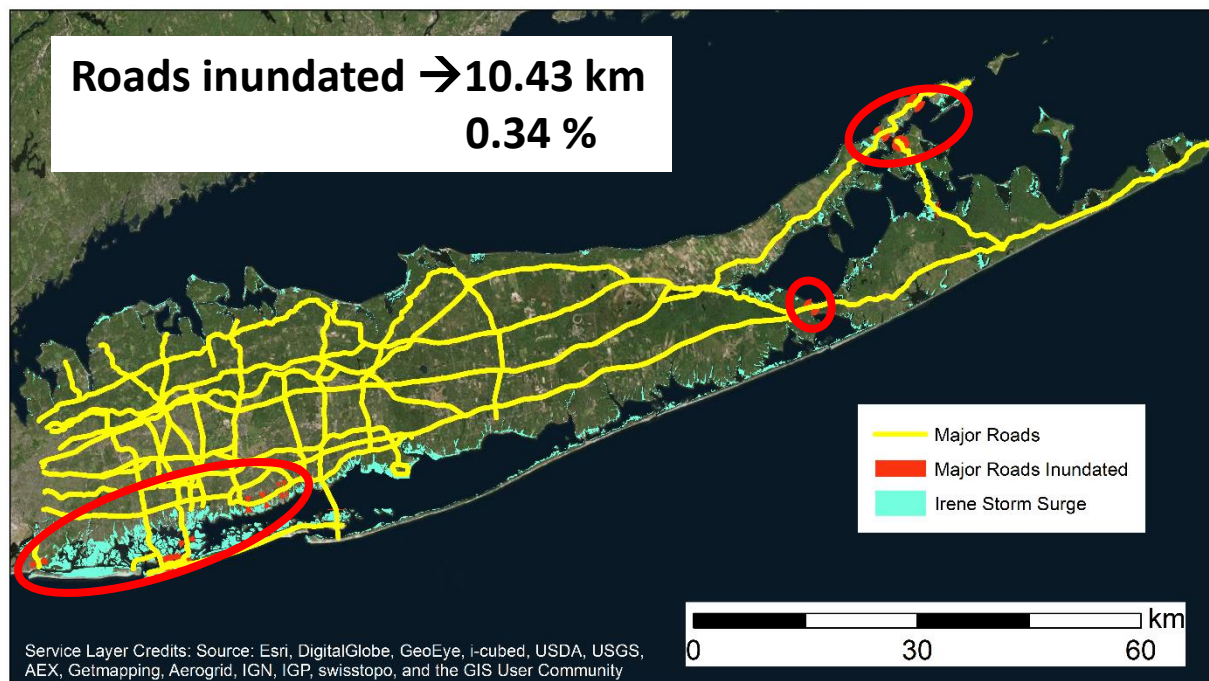 Roads inundated →10.43 km
0.34 %
Major Roads
Major Roads Inundated
Irene Storm Surge
km
0 30 60
Service Layer Credits: Source: Esri, DigitalGlobe, GeoEye, i-cubed, USDA, USGS,
AEX, Getmapping, Aerogrid, IGN, IGP, swisstopo, and the GIS User Community